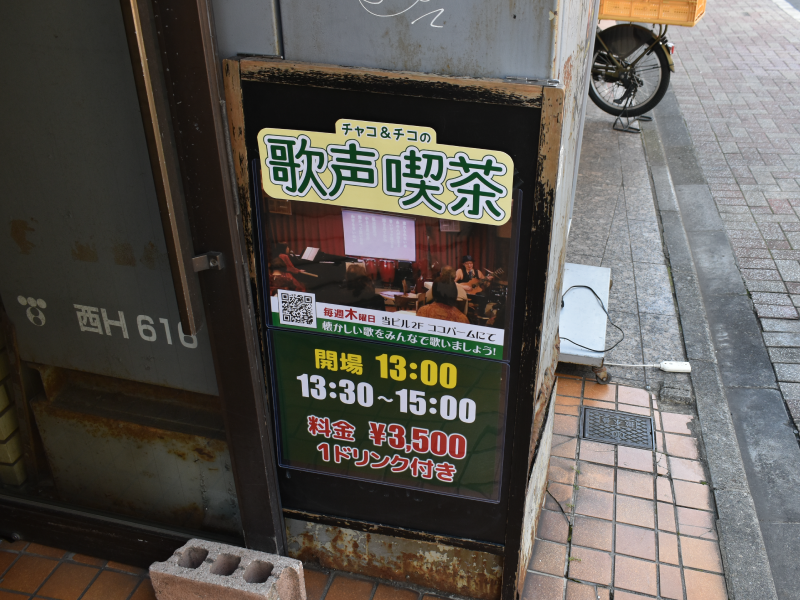 チャコ&チコの
歌声喫茶
毎週木曜日 当ビル2F ココパームにて
懐かしい歌をみんなで歌いましょう!
開場 13:00
13:30~15:00
料金 ¥3,500
1ドリンク付き
西H 616